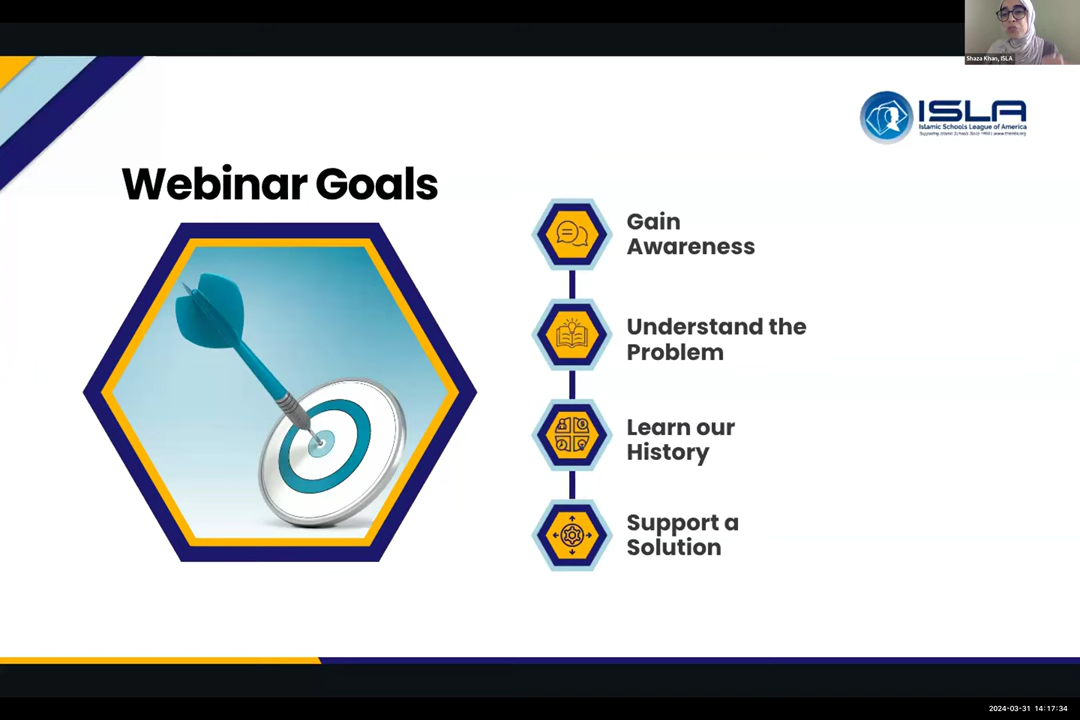 Shaza Khan, ISLA
ISLA
Islamic Schools League of America
Webinar Goals
Gain
Awareness
Understand the
Problem
Learn our
History
Support a
Solution
2024-03-31 14:17:34